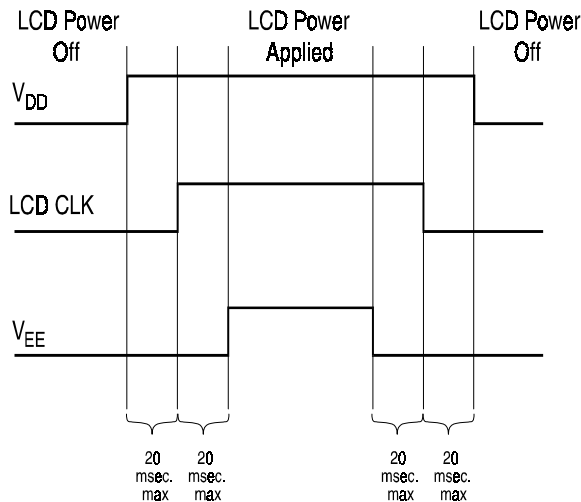 LCD Power Off
LCD Power Applied
LCD Power Off
VDD
LCD CLK
VEE
20 msec. max
20 msec. max
20 msec. max
20 msec. max